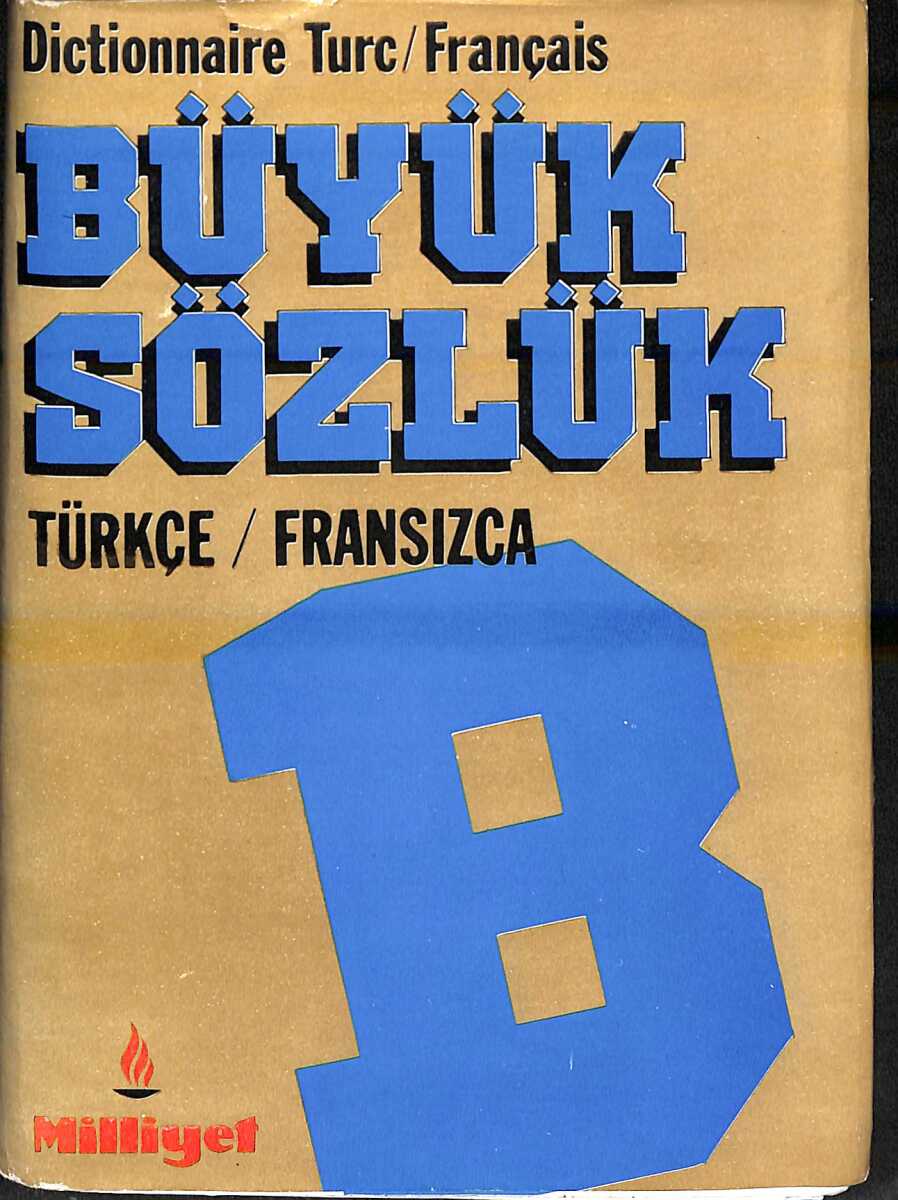 Dictionnaire Turc/Français
BÜYÜK
SÖZLÜK
TÜRKÇE / FRANSIZCA
B
Milliyet